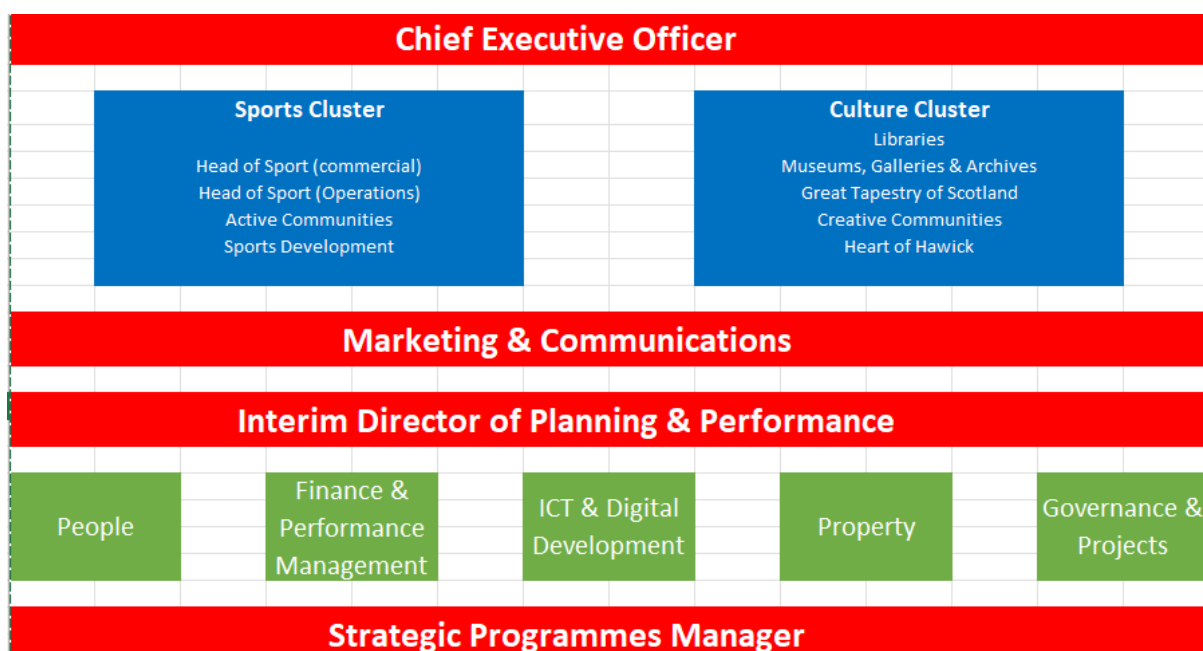 Chief Executive Officer
Sports Cluster
Head of Sport (commercial)
Head of Sport (Operations)
Active Communities
Sports Development
Culture Cluster
Libraries
Museums, Galleries & Archives
Great Tapestry of Scotland
Creative Communities
Heart of Hawick
Marketing & Communications
Interim Director of Planning & Performance
People
Finance &
Performance
Management
ICT & Digital
Development
Property
Governance &
Projects
Strategic Programmes Manager